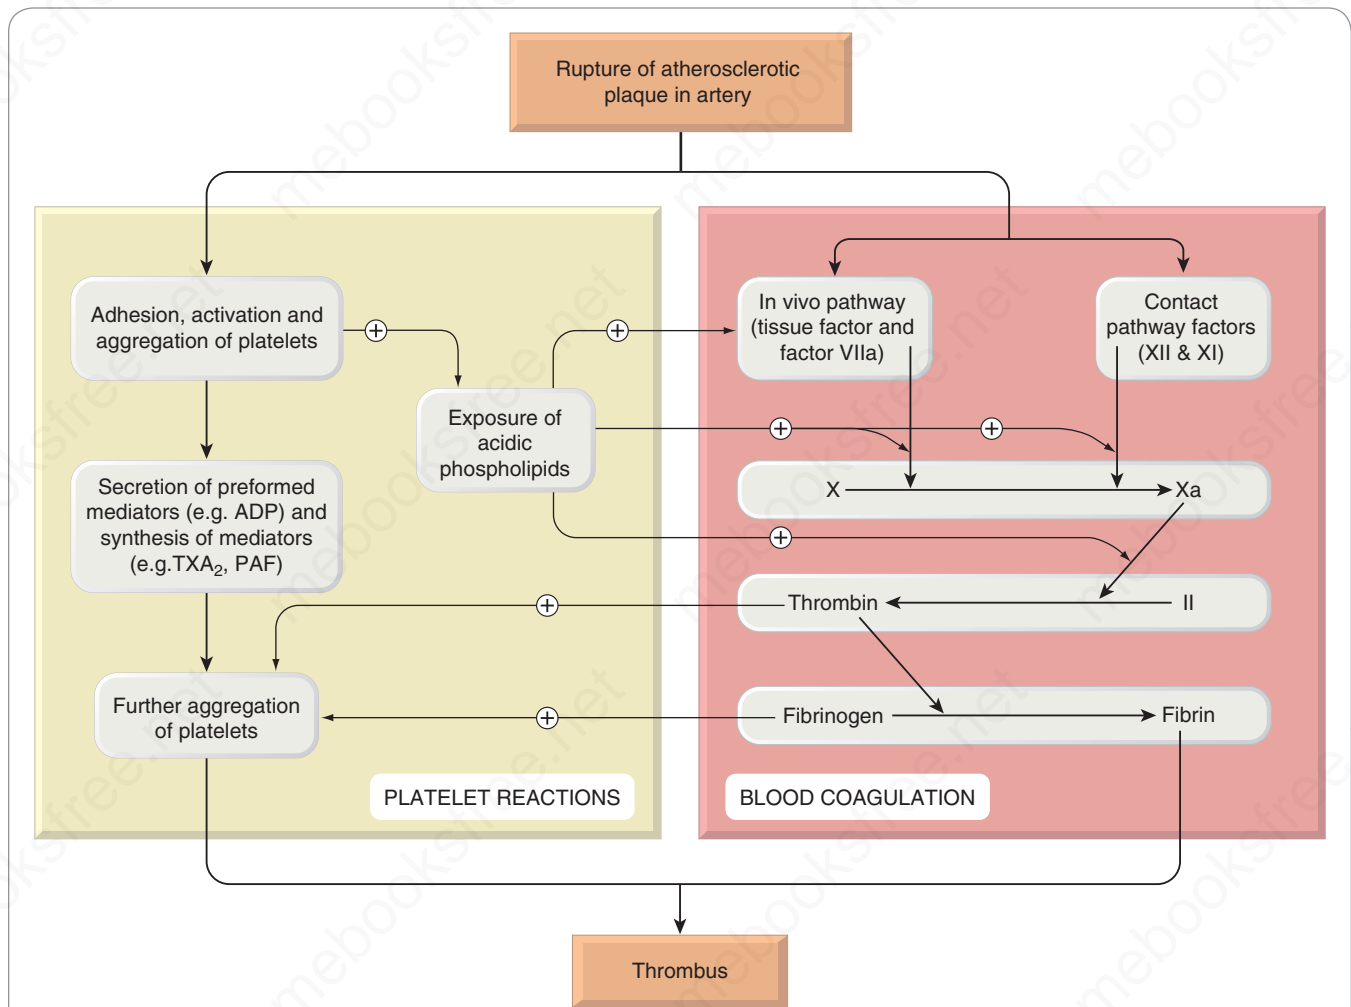 Rupture of atherosclerotic
plaque in artery
Adhesion, activation and
aggregation of platelets
+
+
In vivo pathway
(tissue factor and
factor VIIa)
Contact
pathway factors
(XII & XI)
Exposure of
acidic
phospholipids
+
+
Secretion of preformed
mediators (e.g. ADP) and
synthesis of mediators
(e.g.TXA₂, PAF)
X
Xa
+
+
Thrombin
II
Further aggregation
of platelets
+
Fibrinogen
Fibrin
PLATELET REACTIONS
BLOOD COAGULATION
Thrombus
mebooksfree.net